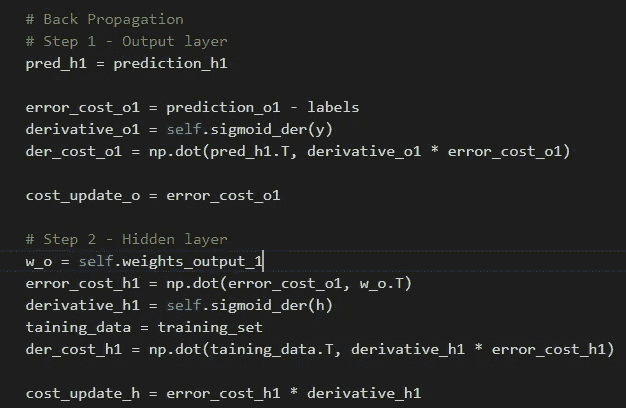 # Back Propagation
# Step 1 - Output layer
pred_h1 = prediction_h1
error_cost_o1 = prediction_o1 - labels
derivative_o1 = self.sigmoid_der(y)
der_cost_o1 = np.dot(pred_h1.T, derivative_o1 * error_cost_o1)
cost_update_o = error_cost_o1
# Step 2 - Hidden layer
w_o = self.weights_output_1
error_cost_h1 = np.dot(error_cost_o1, w_o.T)
derivative_h1 = self.sigmoid_der(h)
taining_data = training_set
der_cost_h1 = np.dot(taining_data.T, derivative_h1 * error_cost_h1)
cost_update_h = error_cost_h1 * derivative_h1